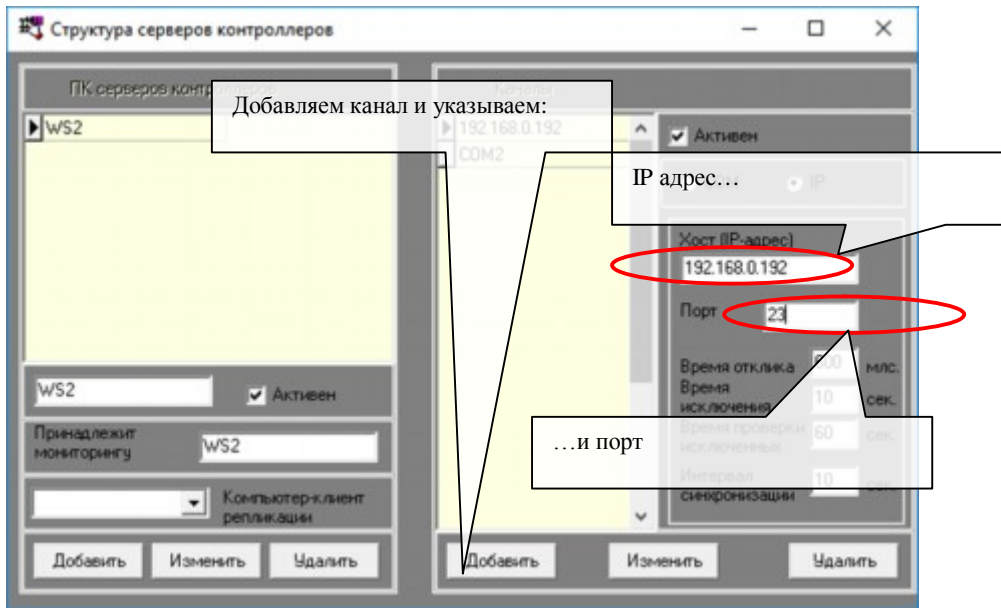 Структура серверов контроллеров
ПК серверов контроллеров
Каналы
Добавляем канал и указываем:
WS2
192.168.0.192
COM2
Активен
IP адрес…
IP
Хост (IP-адрес)
192.168.0.192
Порт
23
Время отклика
млс.
Время исключения
10
сек.
Время проверки исключенных
60
сек.
Интервал синхронизации
10
сек.
…и порт
WS2
Активен
Принадлежит мониторингу
WS2
Компьютер-клиент репликации
Добавить
Изменить
Удалить
Добавить
Изменить
Удалить